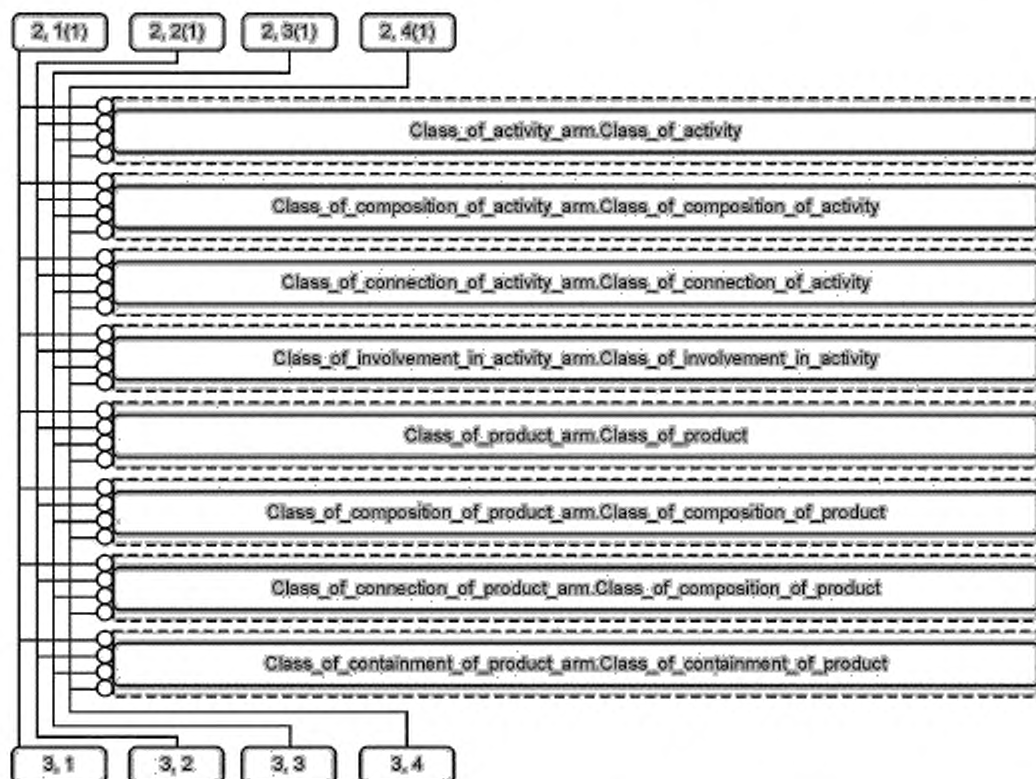 2, 1(1) 2, 2(1) 2, 3(1) 2, 4(1)
Class_of_activity_arm.Class_of_activity
Class_of_composition_of_activity_arm.Class_of_composition_of_activity
Class_of_connection_of_activity_arm.Class_of_connection_of_activity
Class_of_involvement_in_activity_arm.Class_of_involvement_in_activity
Class_of_product_arm.Class_of_product
Class_of_composition_of_product_arm.Class_of_composition_of_product
Class_of_connection_of_product_arm.Class_of_composition_of_product
Class_of_containment_of_product_arm.Class_of_containment_of_product
3, 1 3, 2 3, 3 3, 4